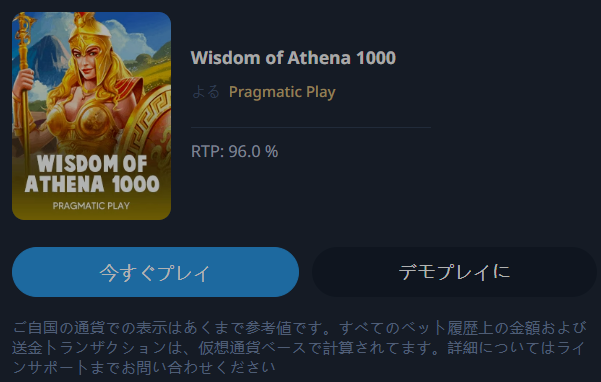 Wisdom of Athena 1000
よる Pragmatic Play
RTP: 96.0 %
WISDOM OF
ATHENA 1000
PRAGMATIC PLAY
今すぐプレイ
デモプレイに
ご自国の通貨での表示はあくまで参考値です。すべてのベット履歴上の金額および
送金トランザクションは、仮想通貨ベースで計算されてます。詳細についてはライ
ンサポートまでお問い合わせください